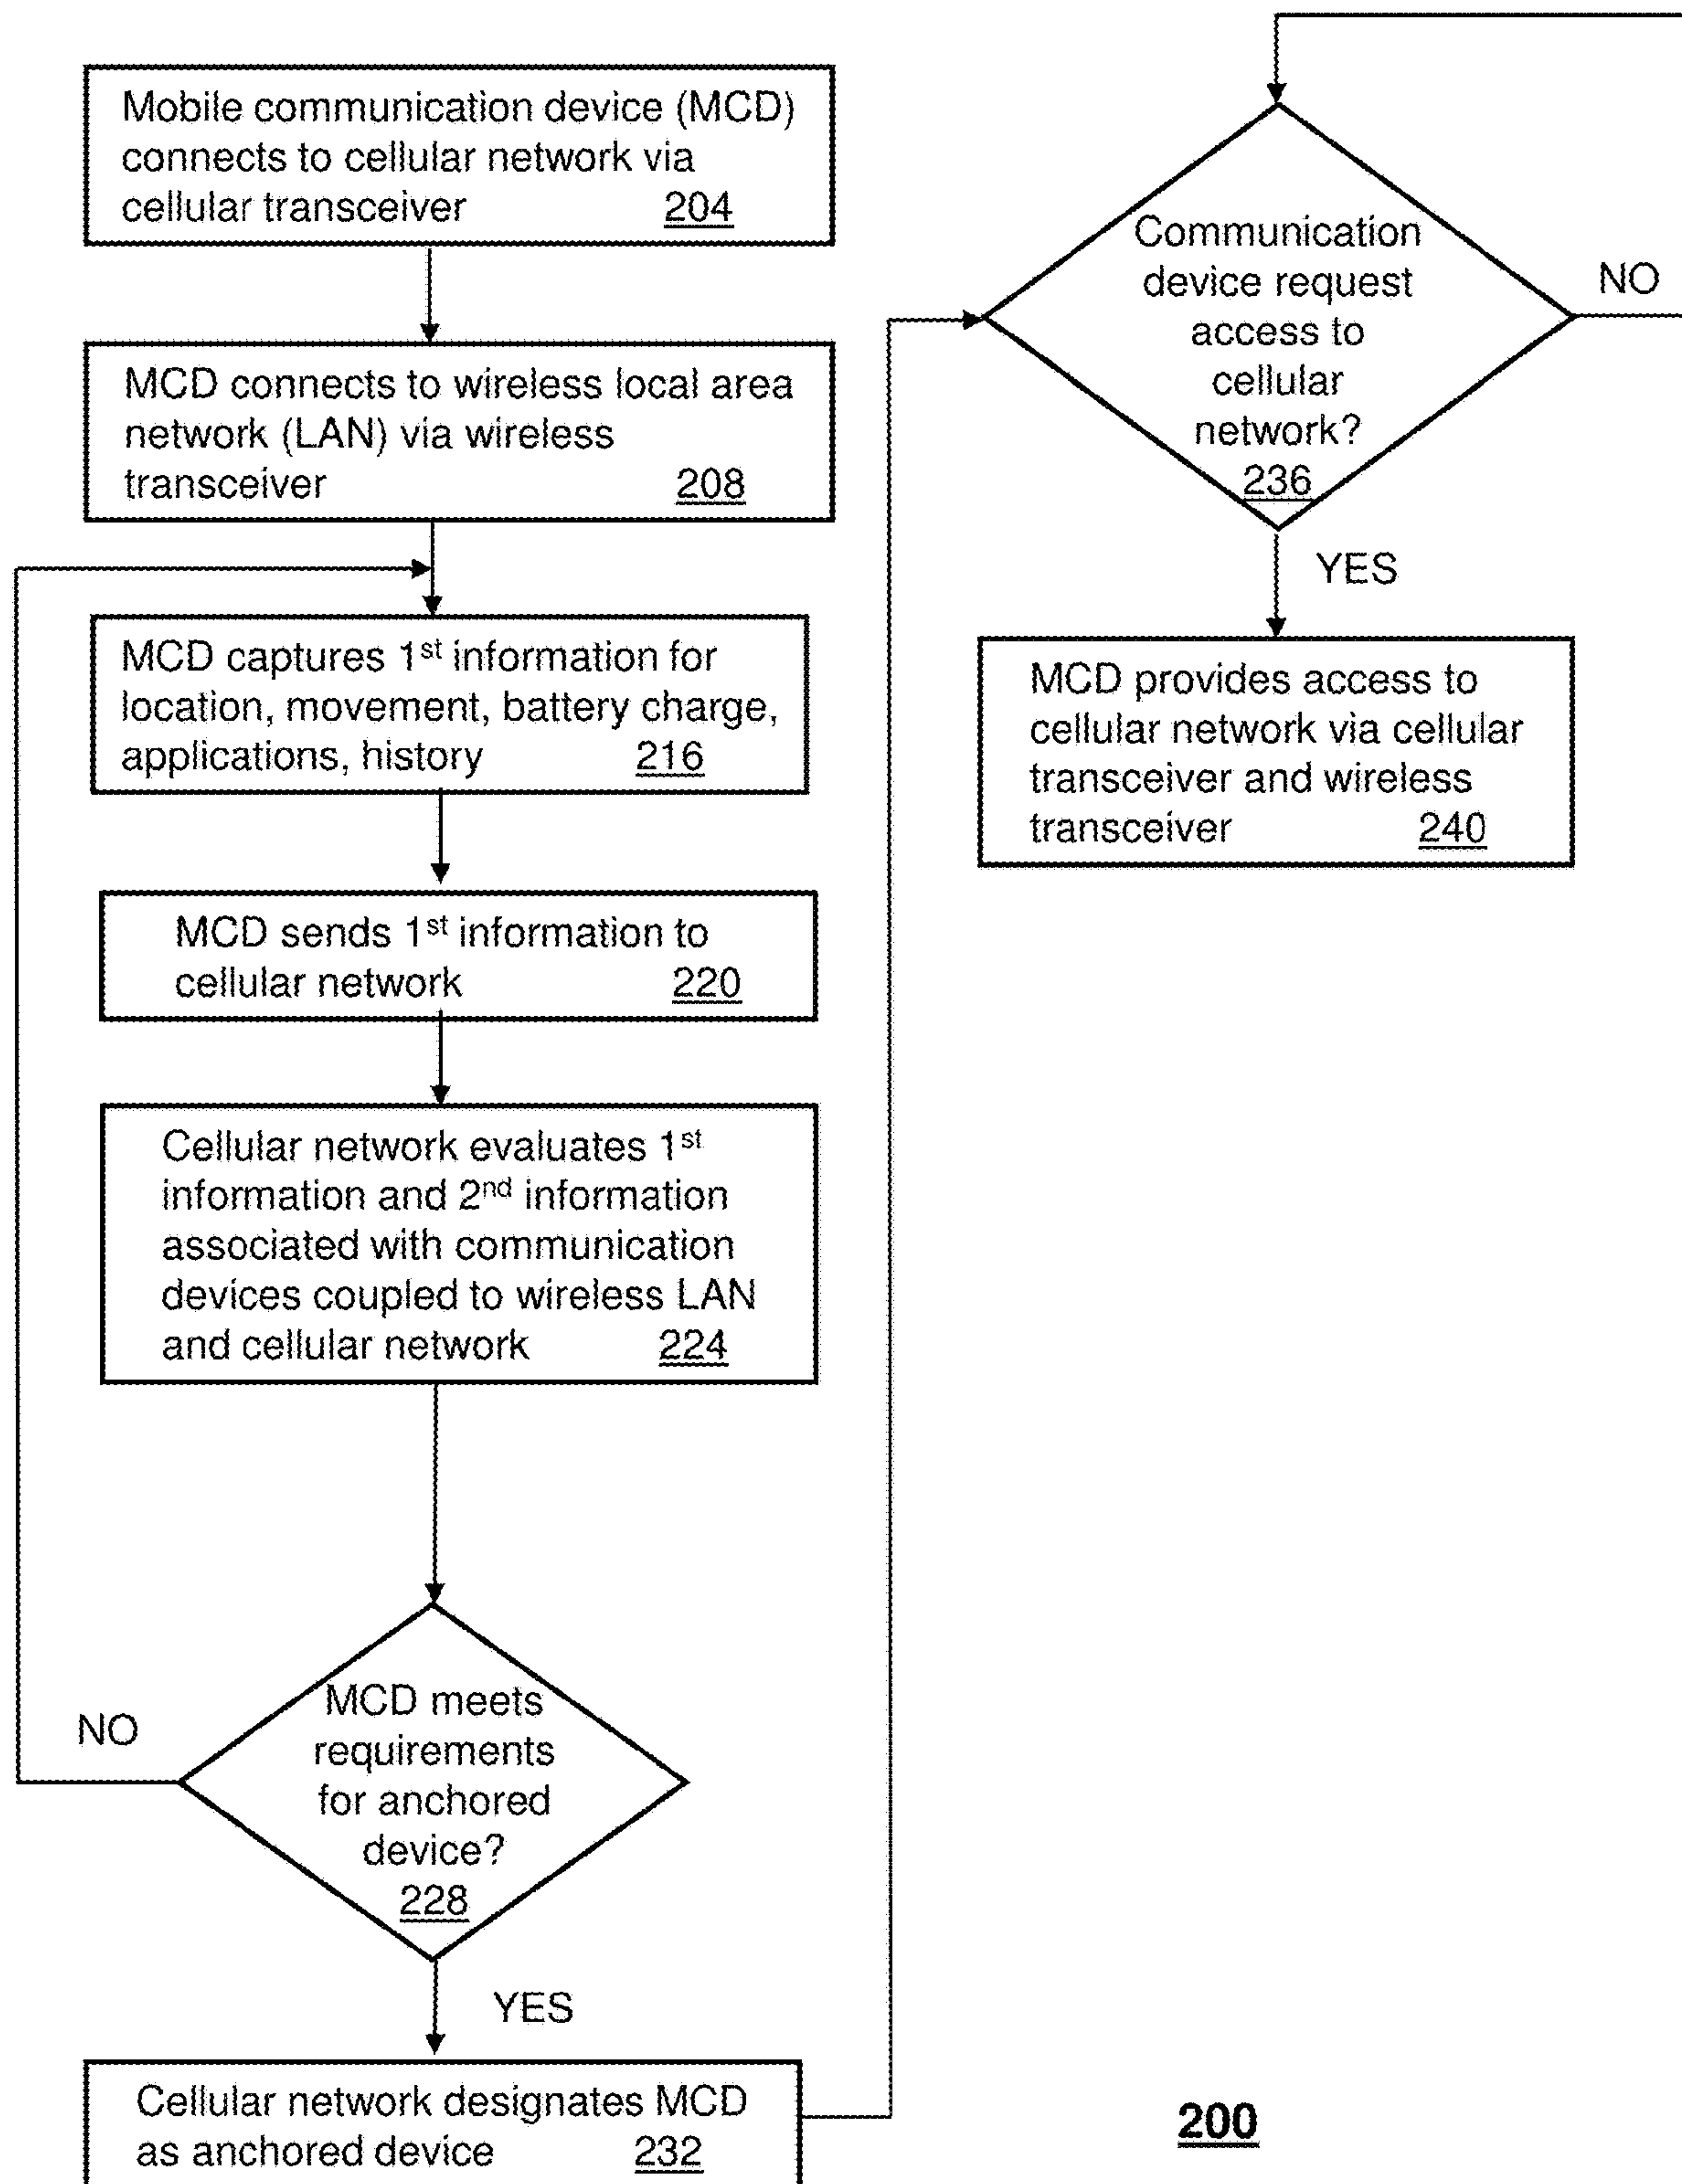 Mobile communication device (MCD)
connects to cellular network via
cellular transceiver 204
MCD connects to wireless local area
network (LAN) via wireless
transceiver 208
MCD captures 1st information for
location, movement, battery charge,
applications, history 216
MCD sends 1st information to
cellular network 220
Cellular network evaluates 1st
information and 2nd information
associated with communication
devices coupled to wireless LAN
and cellular network 224
MCD meets
requirements
for anchored
device?
228
NO
YES
Cellular network designates MCD
as anchored device 232
Communication
device request
access to
cellular
network?
236
NO
YES
MCD provides access to
cellular network via cellular
transceiver and wireless
transceiver 240
200